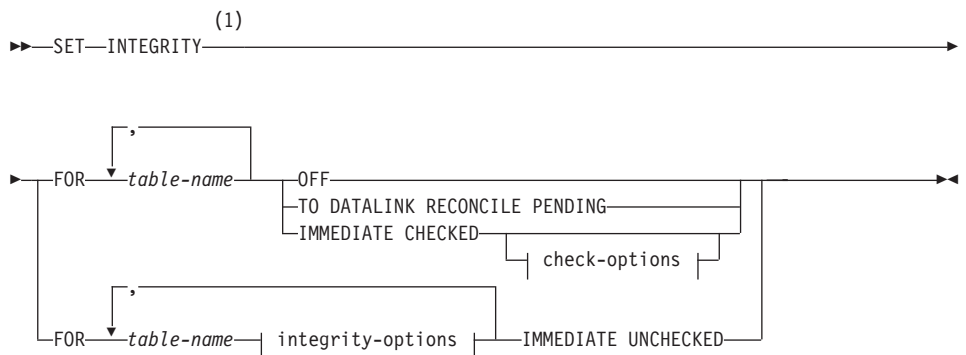 (1)
SET INTEGRITY
,
FOR table-name OFF
TO DATALINK RECONCILE PENDING
IMMEDIATE CHECKED
check-options
,
FOR table-name integrity-options IMMEDIATE UNCHECKED